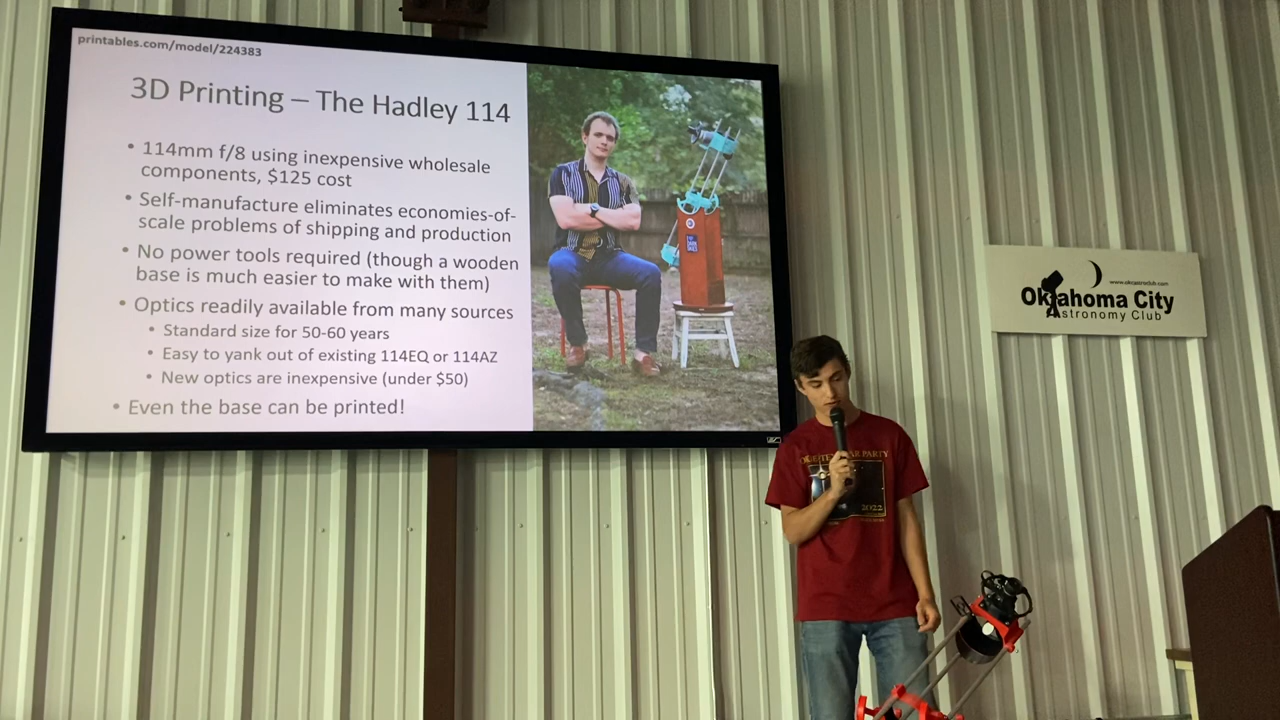 printables.com/model/224383
3D Printing – The Hadley 114
• 114mm f/8 using inexpensive wholesale
components, $125 cost
• Self-manufacture eliminates economies-of-
scale problems of shipping and production
• No power tools required (though a wooden
base is much easier to make with them)
• Optics readily available from many sources
• Standard size for 50-60 years
• Easy to yank out of existing 114EQ or 114AZ
• New optics are inexpensive (under $50)
• Even the base can be printed!
www.okcastroclub.com
Oklahoma City
Astronomy Club
PARTY
2022